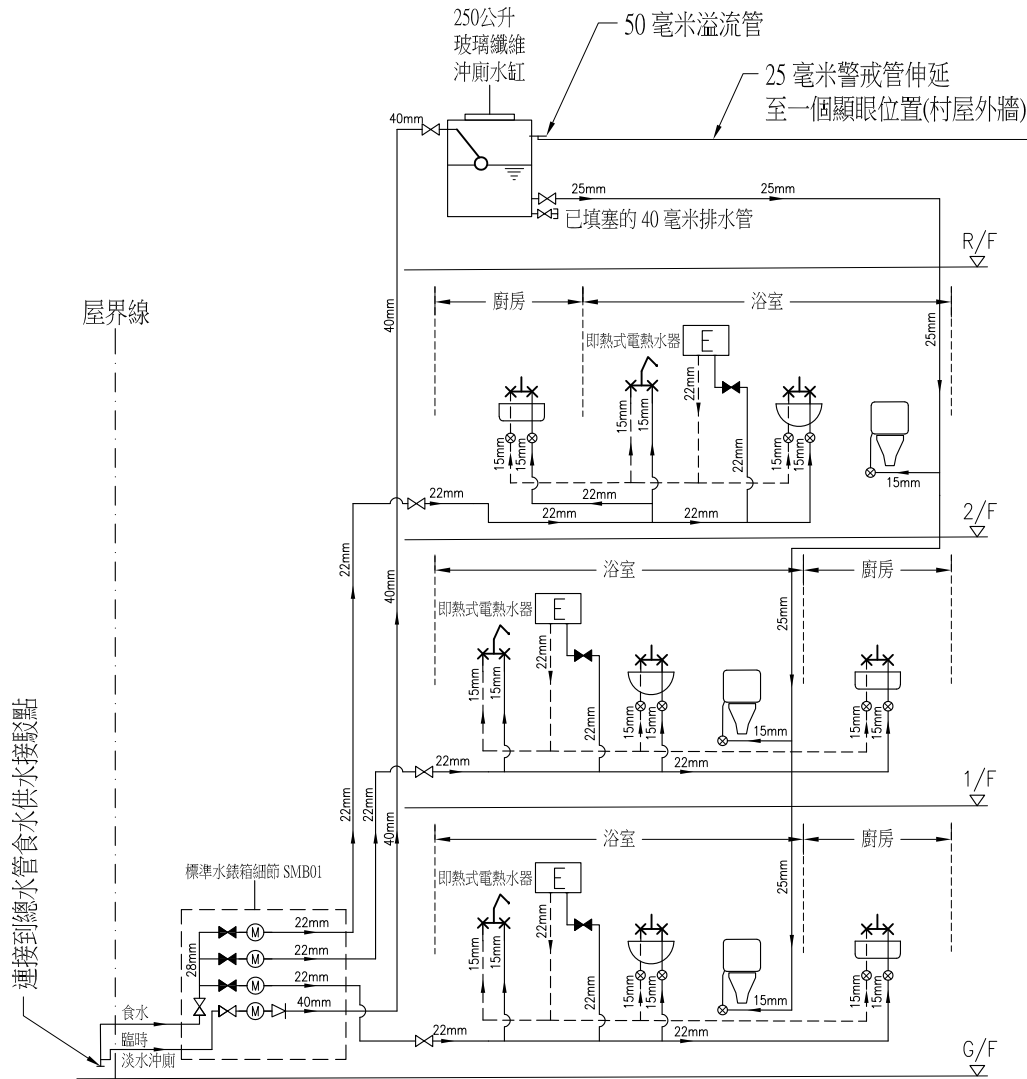 250公升
玻璃纖維
沖廁水缸
50 毫米溢流管
25 毫米警戒管伸延
至一個顯眼位置(村屋外牆)
40mm
25mm
25mm
已填塞的 40 毫米排水管
R/F
屋界線
廚房
浴室
40mm
25mm
即熱式電熱水器
E
22mm
15mm
15mm
15mm
15mm
22mm
15mm
15mm
15mm
22mm
22mm
22mm
22mm
2/F
22mm
40mm
浴室
廚房
25mm
即熱式電熱水器
E
22mm
15mm
15mm
22mm
15mm
15mm
15mm
15mm
15mm
22mm
22mm
1/F
22mm
22mm
40mm
浴室
廚房
25mm
標準水錶箱細節 SMB01
即熱式電熱水器
E
22mm
15mm
15mm
22mm
15mm
15mm
15mm
15mm
15mm
M
22mm
28mm
M
22mm
M
22mm
M
40mm
22mm
22mm
連接到總水管食水供水接駁點
食水
臨時
淡水沖廁
G/F